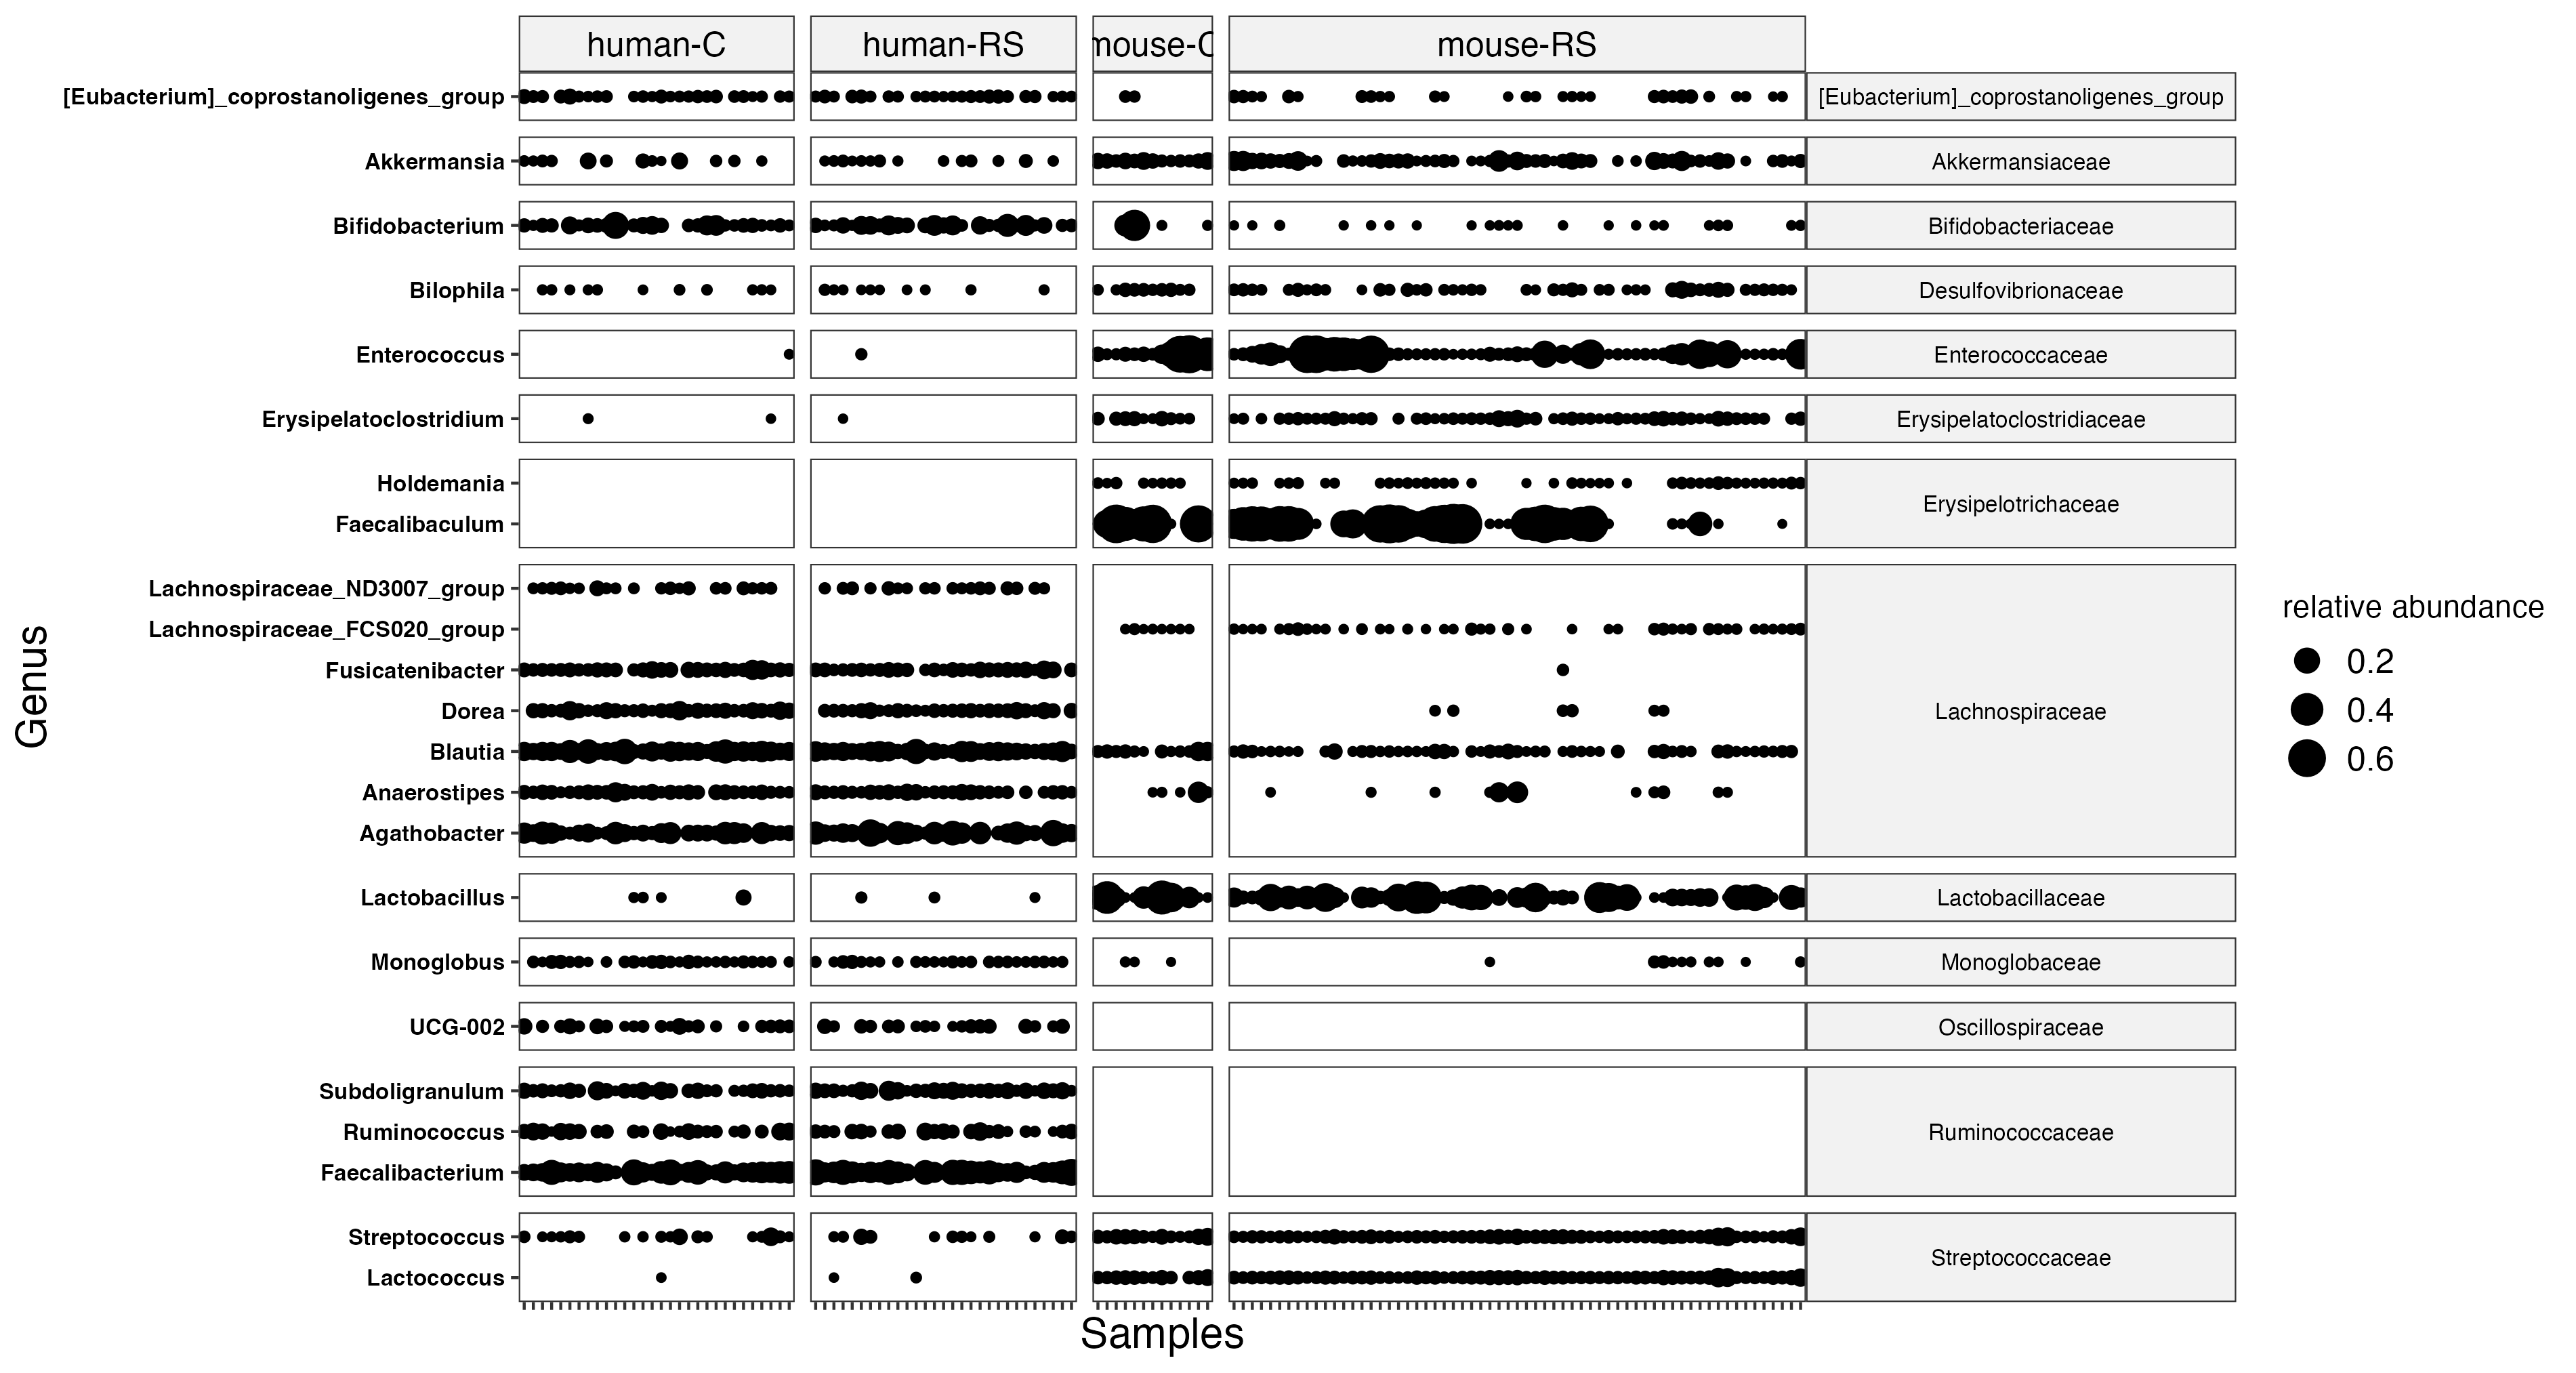 human-C
human-RS
mouse-C
mouse-RS
[Eubacterium]_coprostanoligenes_group
[Eubacterium]_coprostanoligenes_group
Akkermansia
Akkermansiaceae
Bifidobacterium
Bifidobacteriaceae
Bilophila
Desulfovibrionaceae
Enterococcus
Enterococcaceae
Erysipelatoclostridium
Erysipelatoclostridiaceae
Holdemania
Faecalibaculum
Erysipelotrichaceae
Lachnospiraceae_ND3007_group
Lachnospiraceae_FCS020_group
Fusicatenibacter
Dorea
Blautia
Anaerostipes
Agathobacter
Lachnospiraceae
Lactobacillus
Lactobacillaceae
Monoglobus
Monoglobaceae
UCG-002
Oscillospiraceae
Subdoligranulum
Ruminococcus
Faecalibacterium
Ruminococcaceae
Streptococcus
Lactococcus
Streptococcaceae
Genus
Samples
relative abundance
0.2
0.4
0.6